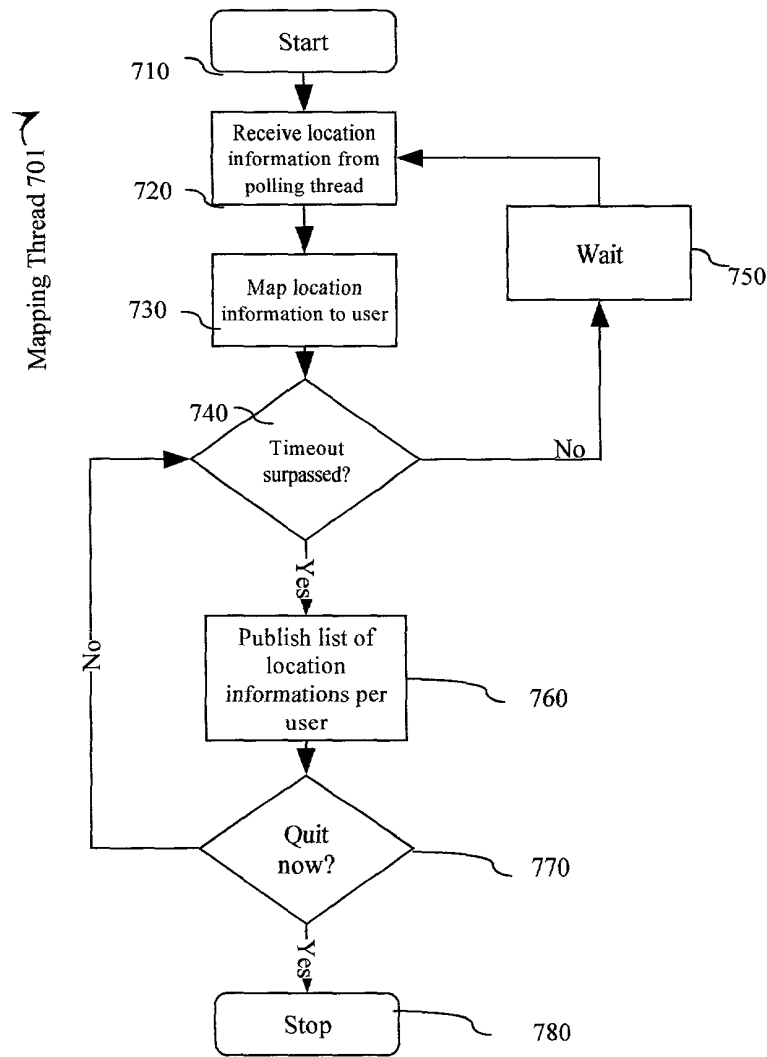 Start
710
Mapping Thread 701
Receive location
information from
polling thread
720
Wait
750
Map location
information to user
730
740
Timeout
surpassed?
No
Yes
Publish list of
location
informations per
user
760
No
Quit
now?
770
Yes
Stop
780